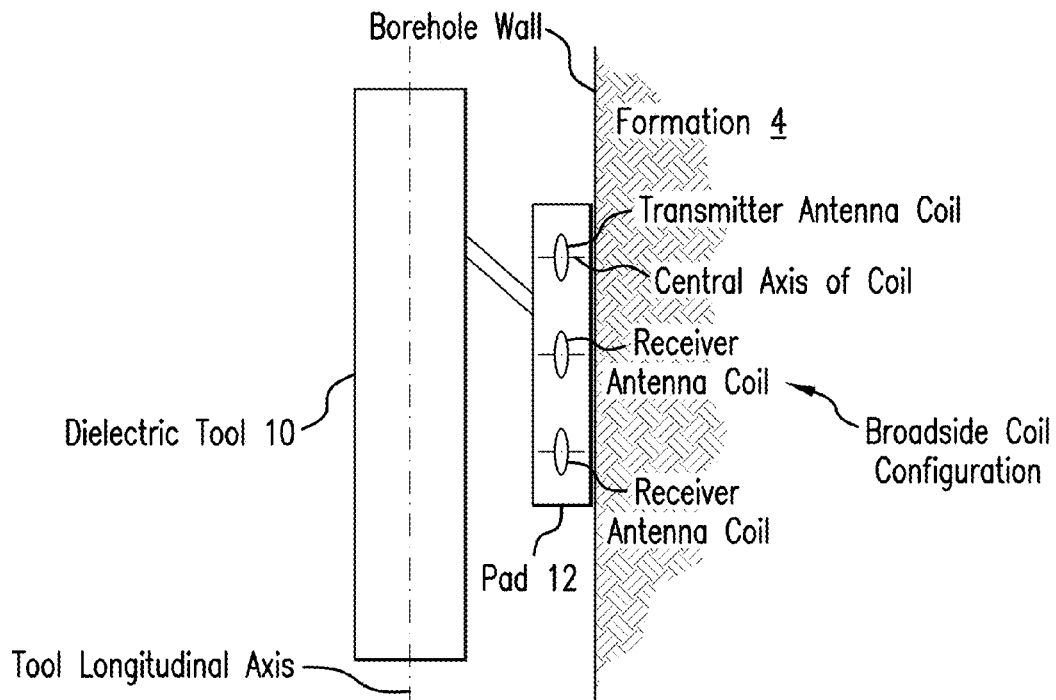 Borehole Wall
Formation 4
Transmitter Antenna Coil
Central Axis of Coil
Receiver
Antenna Coil
Dielectric Tool 10
Broadside Coil
Configuration
Receiver
Antenna Coil
Pad 12
Tool Longitudinal Axis